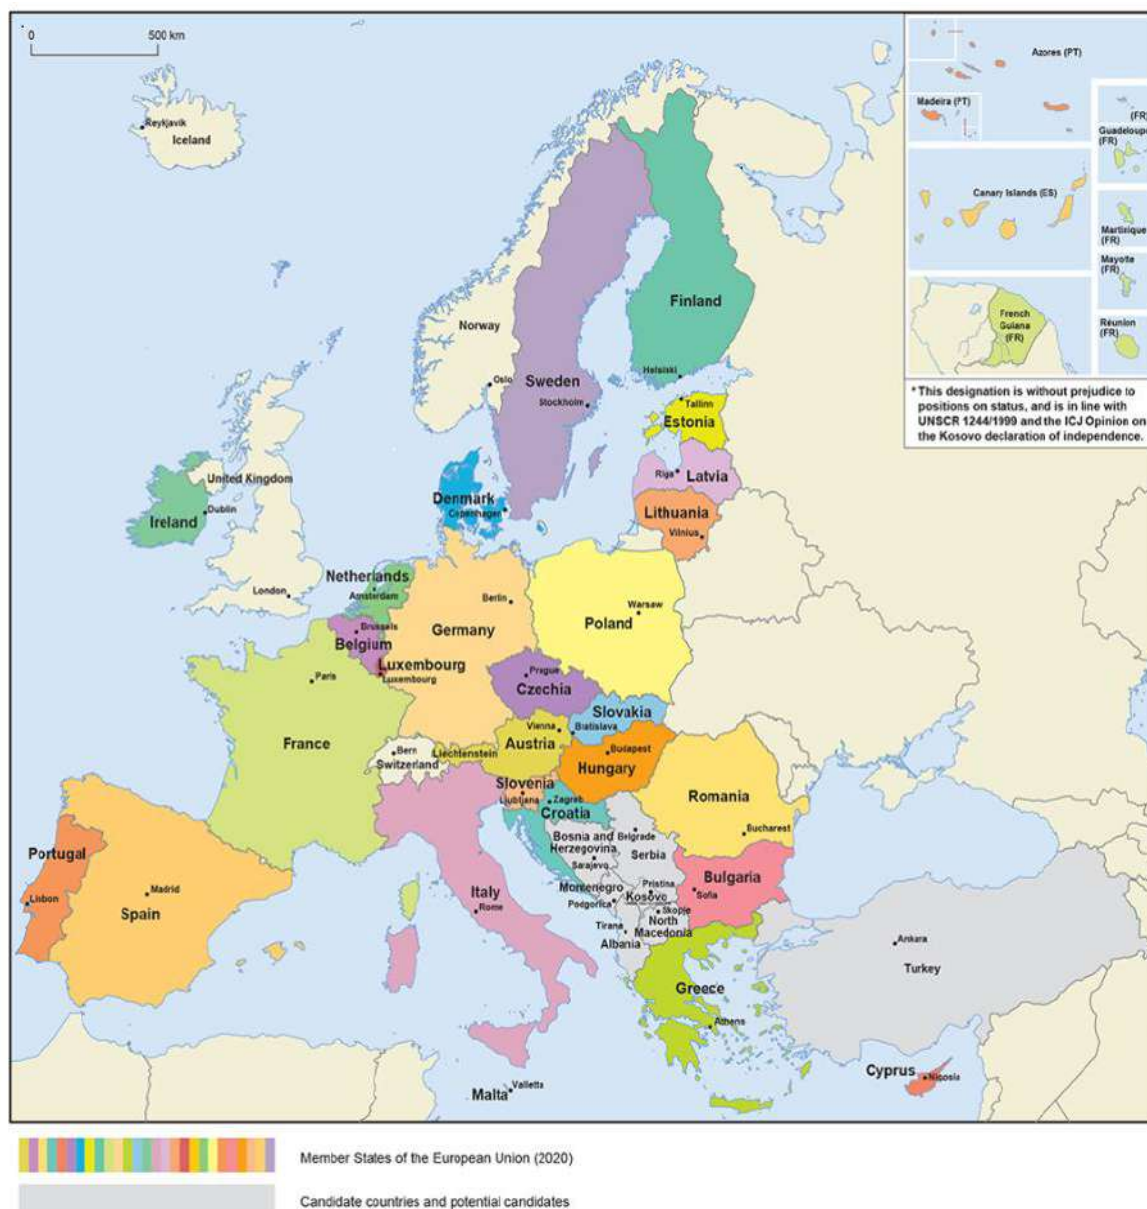 0
500 km
Reykjavik
Iceland
Azores (PT)
Madeira (PT)
(FR)
Guadeloupe
(FR)
Canary Islands (ES)
Martinique
(FR)
Mayotte
(FR)
French
Guiana
(FR)
Réunion
(FR)
* This designation is without prejudice to
positions on status, and is in line with
UNSCR 1244/1999 and the ICJ Opinion on
the Kosovo declaration of independence.
Norway
Oslo
Sweden
Stockholm
Finland
Helsinki
Tallinn
Estonia
Riga
Latvia
Lithuania
Vilnius
United Kingdom
Ireland
Dublin
London
Denmark
Copenhagen
Netherlands
Amsterdam
Brussels
Belgium
Luxembourg
Luxembourg
Berlin
Germany
Warsaw
Poland
Prague
Czechia
Paris
France
Slovakia
Bratislava
Vienna
Austria
Liechtenstein
Bern
Switzerland
Budapest
Hungary
Slovenia
Ljubljana
Zagreb
Croatia
Romania
Bucharest
Bosnia and
Herzegovina
Sarajevo
Belgrade
Serbia
Montenegro
Podgorica
Pristina
Kosovo
Skopje
North
Macedonia
Tirana
Albania
Bulgaria
Sofia
Portugal
Lisbon
Madrid
Spain
Italy
Rome
Greece
Athens
Ankara
Turkey
Cyprus
Nicosia
Malta
Valletta
Member States of the European Union (2020)
Candidate countries and potential candidates